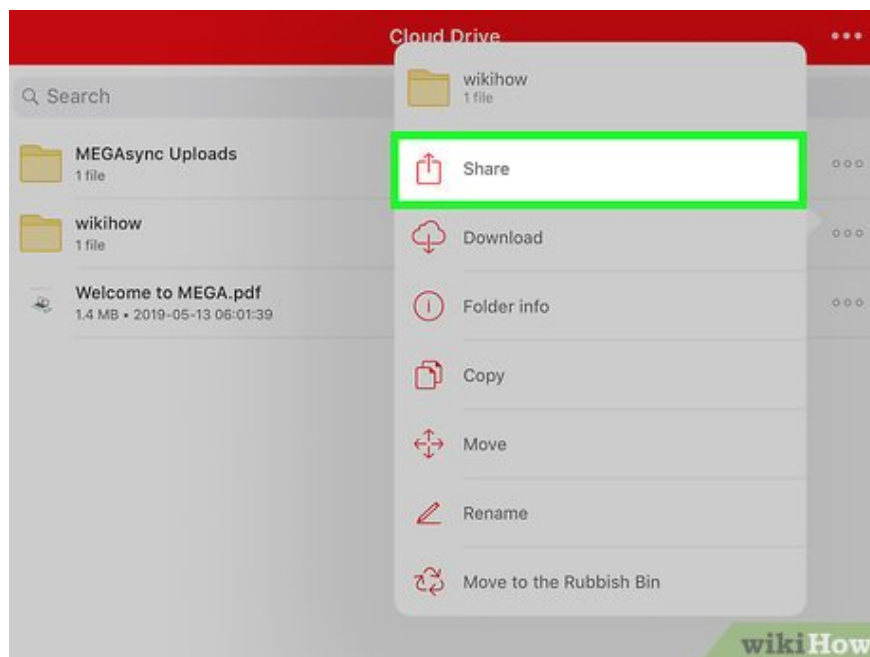 Cloud Drive
Search
MEGAsync Uploads
1 file
wikihow
1 file
Welcome to MEGA.pdf
1.4 MB • 2019-05-13 06:01:39
wikihow
1 file
Share
Download
Folder info
Copy
Move
Rename
Move to the Rubbish Bin
wikiHow